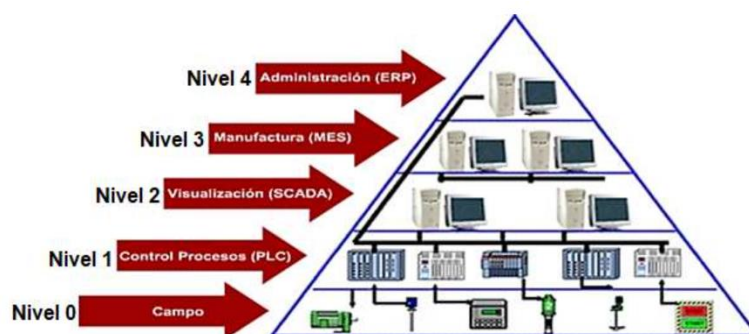 Nivel 4 Administración (ERP)
Nivel 3 Manufactura (MES)
Nivel 2 Visualización (SCADA)
Nivel 1 Control Procesos (PLC)
Nivel 0 Campo